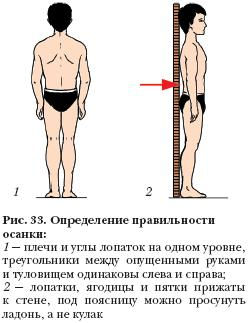 1
2
Рис. 33. Определение правильности
осанки:
1 — плечи и углы лопаток на одном уровне,
треугольники между опущенными руками
и туловищем одинаковы слева и справа;
2 — лопатки, ягодицы и пятки прижаты
к стене, под поясницу можно просунуть
ладонь, а не кулак